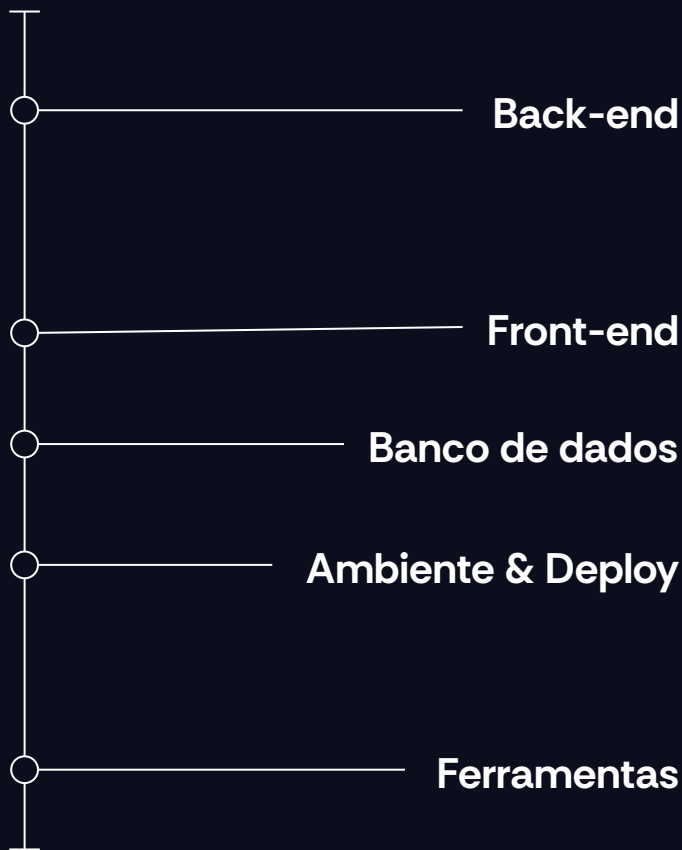 Back-end
Front-end
Banco de dados
Ambiente & Deploy
Ferramentas